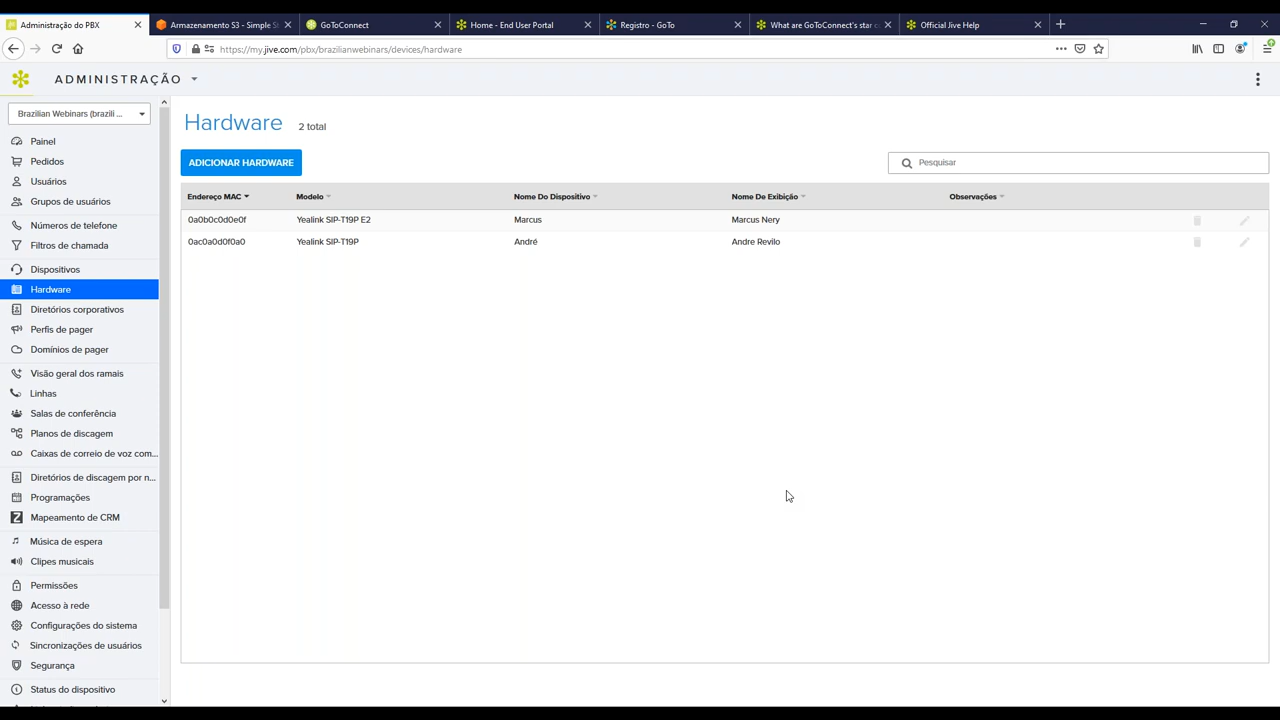 Administração do PBX
Armazenamento S3 - Simple S
GoToConnect
Home - End User Portal
Registro - GoTo
What are GoToConnect's star c
Official Jive Help
https://my.jive.com/pbx/brazilianwebinars/devices/hardware
ADMINISTRAÇÃO
Brazilian Webinars (brazili ...
Painel
Pedidos
Usuários
Grupos de usuários
Números de telefone
Filtros de chamada
Dispositivos
Hardware
Diretórios corporativos
Perfis de pager
Domínios de pager
Visão geral dos ramais
Linhas
Salas de conferência
Planos de discagem
Caixas de correio de voz com...
Diretórios de discagem por n...
Programações
Mapeamento de CRM
Música de espera
Clipes musicais
Permissões
Acesso à rede
Configurações do sistema
Sincronizações de usuários
Segurança
Status do dispositivo
Hardware 2 total
ADICIONAR HARDWARE
Pesquisar
Endereço MAC Modelo Nome Do Dispositivo Nome De Exibição Observações
0a0b0c0d0e0f Yealink SIP-T19P E2 Marcus Marcus Nery
0ac0a0d0f0a0 Yealink SIP-T19P André Andre Revilo